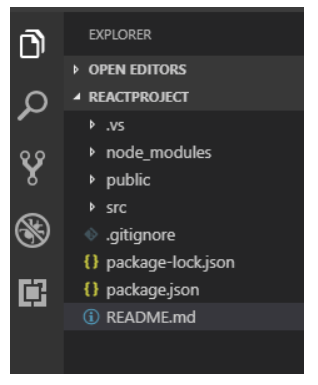 EXPLORER
OPEN EDITORS
REACTPROJECT
.vs
node_modules
public
src
.gitignore
package-lock.json
package.json
README.md